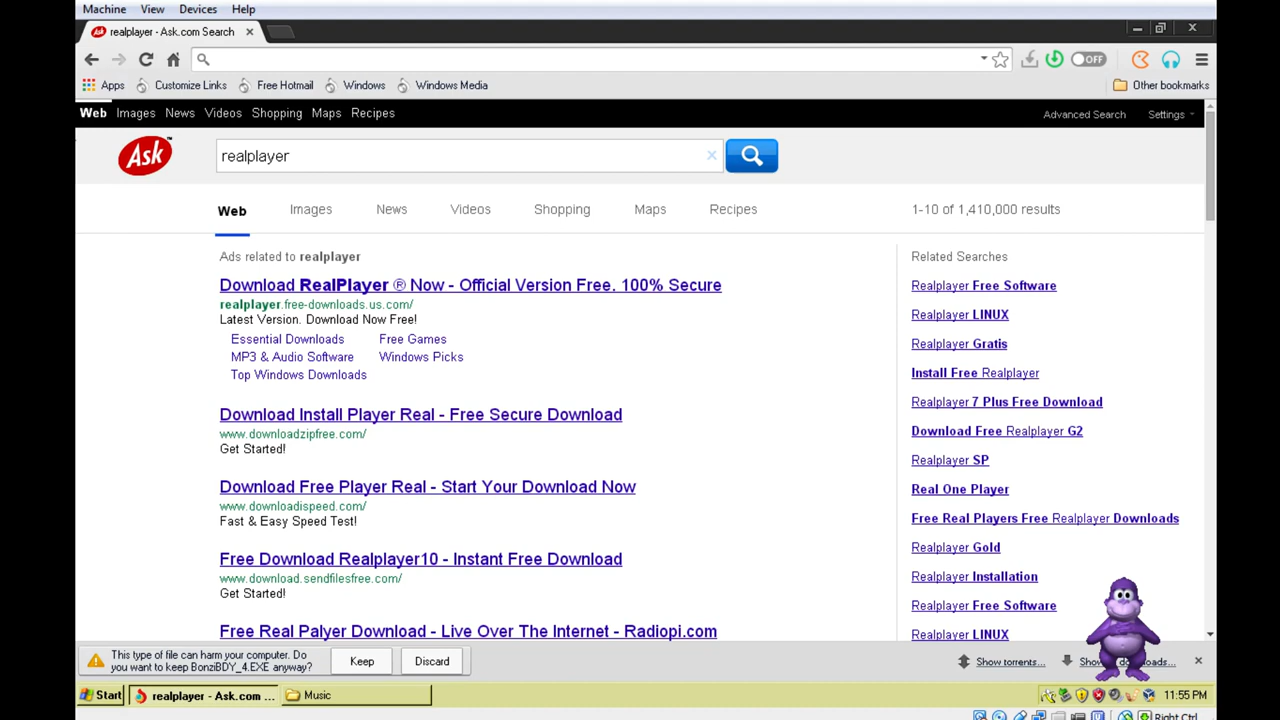 Machine View Devices Help
realplayer - Ask.com Search
OFF
Apps Customize Links Free Hotmail Windows Windows Media Other bookmarks
Web Images News Videos Shopping Maps Recipes Advanced Search Settings
Ask™ realplayer
Web Images News Videos Shopping Maps Recipes 1-10 of 1,410,000 results
Ads related to realplayer
Download RealPlayer ® Now - Official Version Free. 100% Secure
realplayer.free-downloads.us.com/
Latest Version. Download Now Free!
Essential Downloads Free Games
MP3 & Audio Software Windows Picks
Top Windows Downloads
Download Install Player Real - Free Secure Download
www.downloadzipfree.com/
Get Started!
Download Free Player Real - Start Your Download Now
www.downloadispeed.com/
Fast & Easy Speed Test!
Free Download Realplayer10 - Instant Free Download
www.download.sendfilesfree.com/
Get Started!
Free Real Palyer Download - Live Over The Internet - Radiopi.com
Related Searches
Realplayer Free Software
Realplayer LINUX
Realplayer Gratis
Install Free Realplayer
Realplayer 7 Plus Free Download
Download Free Realplayer G2
Realplayer SP
Real One Player
Free Real Players Free Realplayer Downloads
Realplayer Gold
Realplayer Installation
Realplayer Free Software
Realplayer LINUX
This type of file can harm your computer. Do
you want to keep BonziBDY_4.EXE anyway?
Keep Discard
Show torrents...
Start realplayer - Ask.com ... Music 11:55 PM
Right Ctrl